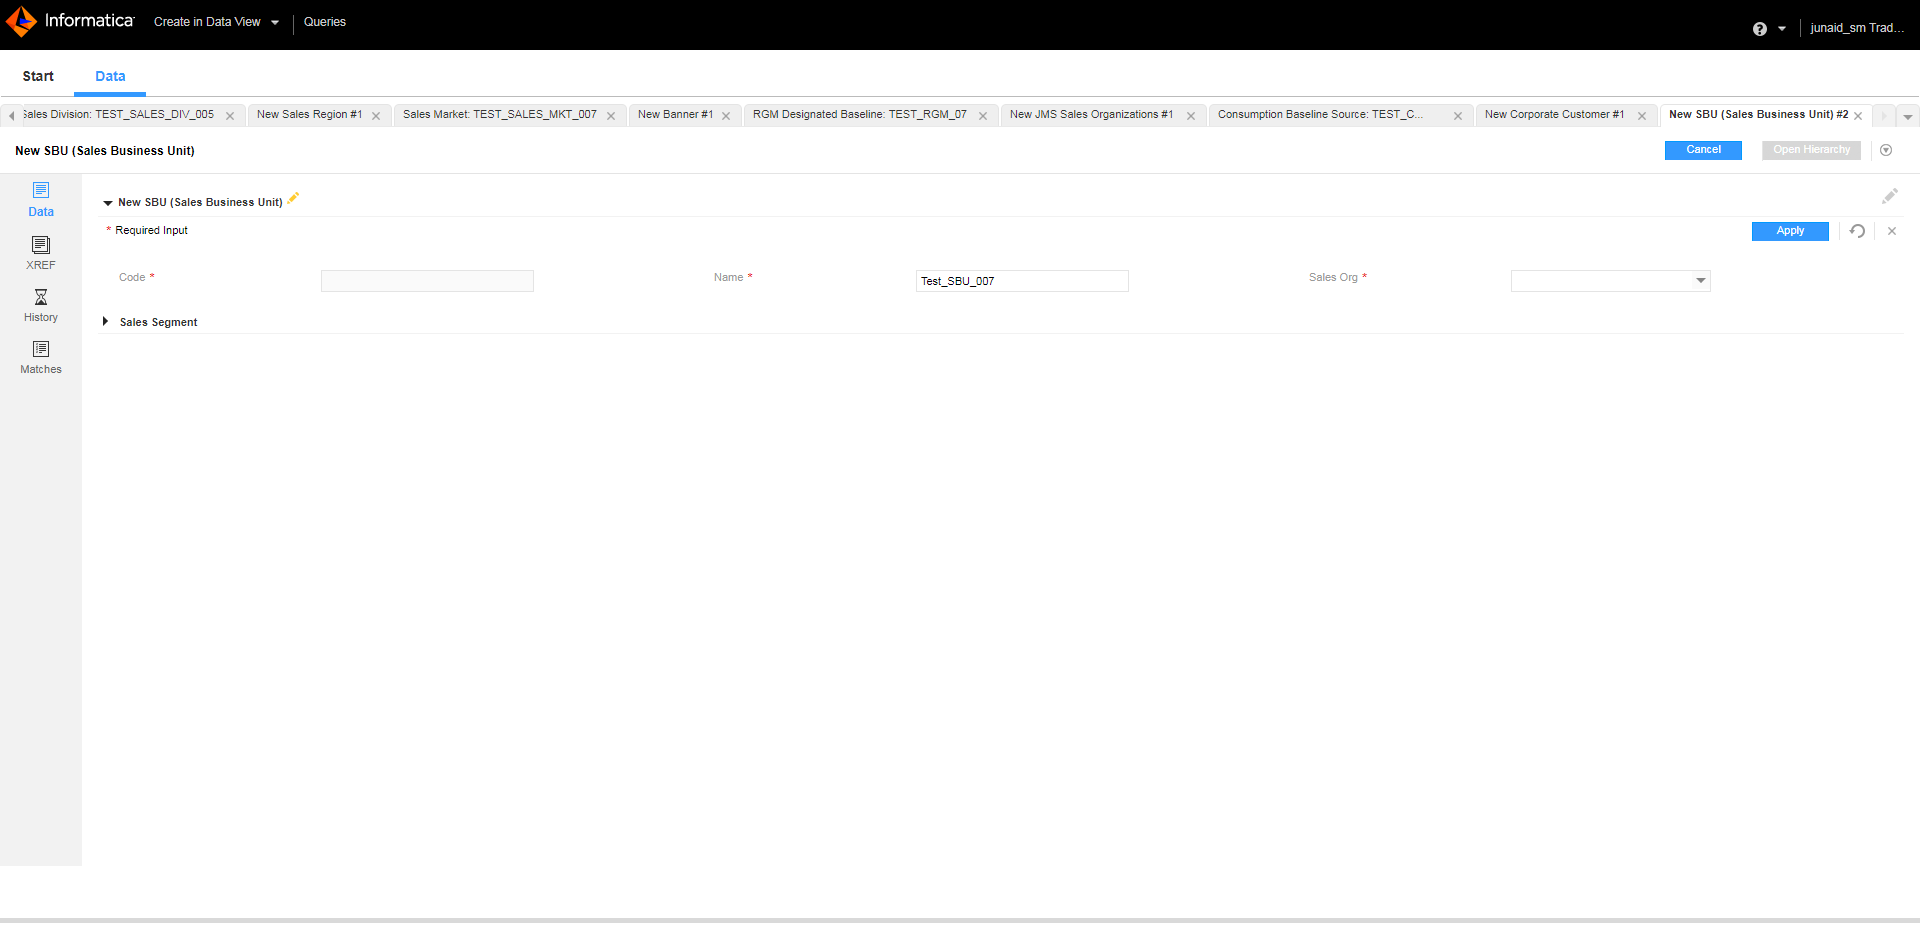 Informatica
Create in Data View
Queries
junaid_sm Trad...
Start
Data
Sales Division: TEST_SALES_DIV_005
New Sales Region #1
Sales Market: TEST_SALES_MKT_007
New Banner #1
RGM Designated Baseline: TEST_RGM_07
New JMS Sales Organizations #1
Consumption Baseline Source: TEST_C...
New Corporate Customer #1
New SBU (Sales Business Unit) #2
New SBU (Sales Business Unit)
Cancel
Open Hierarchy
Data
XREF
History
Matches
New SBU (Sales Business Unit)
* Required Input
Apply
Code *
Name *
Test_SBU_007
Sales Org *
Sales Segment